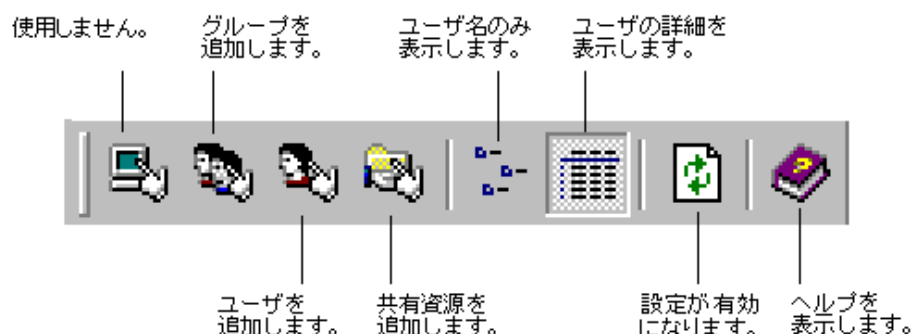 使用しません。
グループを
追加します。
ユーザ名のみ
表示します。
ユーザの詳細を
表示します。
ユーザを
追加します。
共有資源を
追加します。
設定が有効
になります。
ヘルプを
表示します。